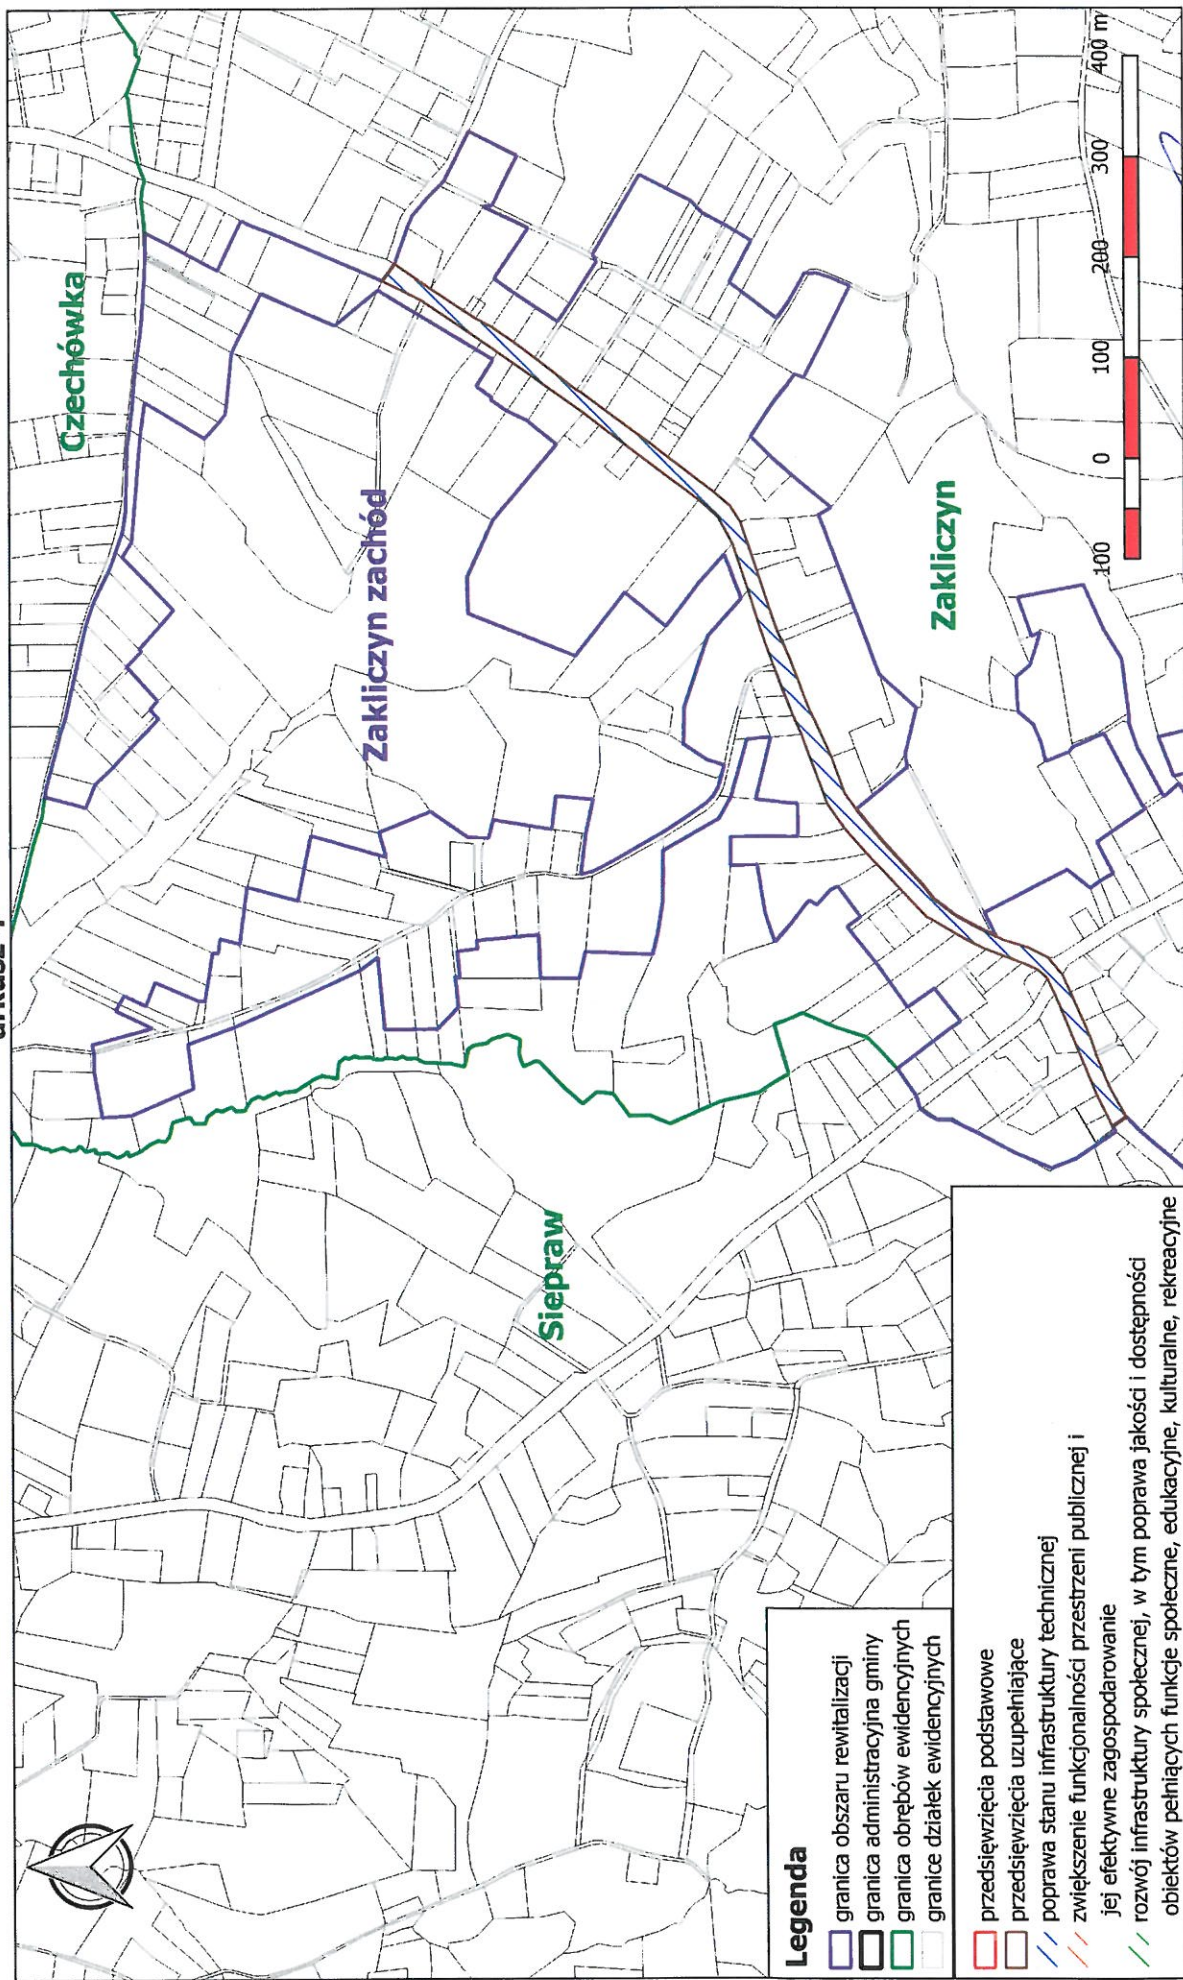 Czechówka
Zakliczyn zachód
Siepraw
Zakliczyn
Legenda
granica obszaru rewitalizacji
granica administracyjna gminy
granica obrębów ewidencyjnych
granice działek ewidencyjnych
przedsięwzięcia podstawowe
przedsięwzięcia uzupełniające
poprawa stanu infrastruktury technicznej
zwiększenie funkcjonalności przestrzeni publicznej i
jej efektywne zagospodarowanie
rozwój infrastruktury społecznej, w tym poprawa jakości i dostępności
obiektów pełniących funkcje społeczne, edukacyjne, kulturalne, rekreacyjne
100 0 100 200 300 400 m